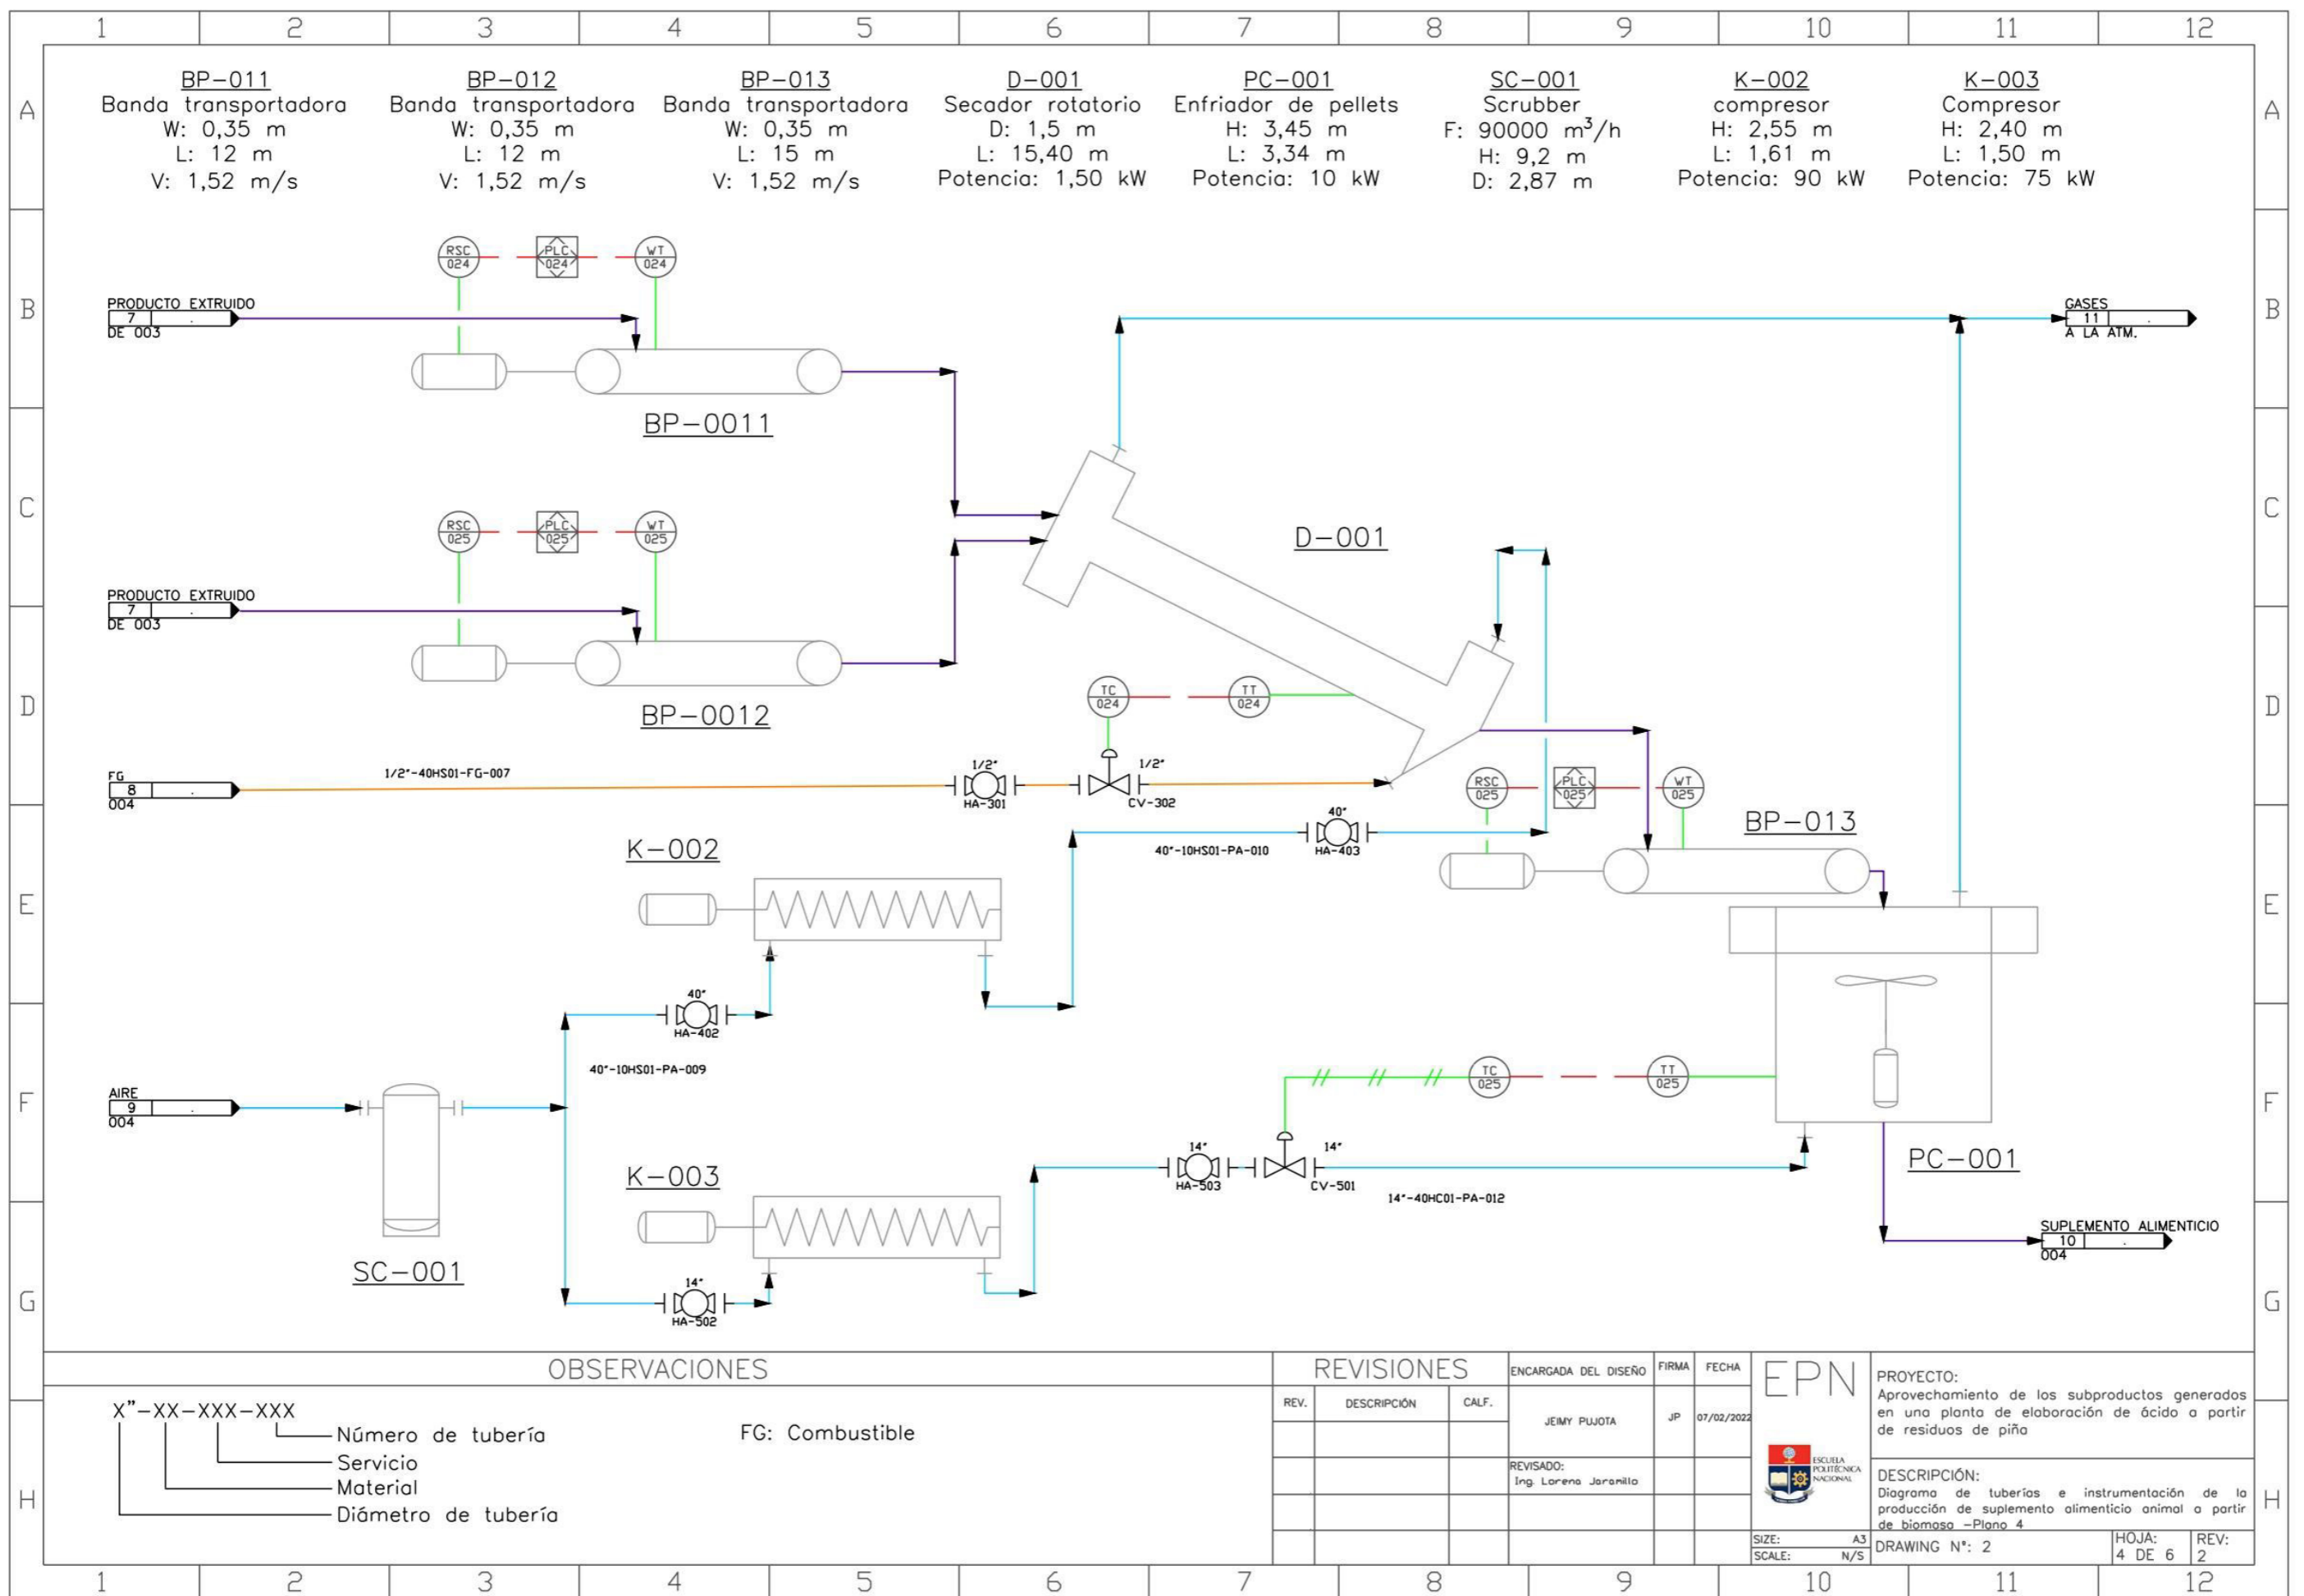 1 2 3 4 5 6 7 8 9 10 11 12
A
A
BP-011
Banda transportadora
W: 0,35 m
L: 12 m
V: 1,52 m/s
BP-012
Banda transportadora
W: 0,35 m
L: 12 m
V: 1,52 m/s
BP-013
Banda transportadora
W: 0,35 m
L: 15 m
V: 1,52 m/s
D-001
Secador rotatorio
D: 1,5 m
L: 15,40 m
Potencia: 1,50 kW
PC-001
Enfriador de pellets
H: 3,45 m
L: 3,34 m
Potencia: 10 kW
SC-001
Scrubber
F: 90000 m³/h
H: 9,2 m
D: 2,87 m
K-002
compresor
H: 2,55 m
L: 1,61 m
Potencia: 90 kW
K-003
Compresor
H: 2,40 m
L: 1,50 m
Potencia: 75 kW
B
B
RSC
024
PLC
024
WT
024
PRODUCTO EXTRUIDO
7 .
DE 003
BP-0011
GASES
11 .
A LA ATM.
C
C
RSC
025
PLC
025
WT
025
D-001
PRODUCTO EXTRUIDO
7 .
DE 003
BP-0012
D
D
TC
024
TT
024
FG
8 .
004
1/2"-40HS01-FG-007
1/2"
HA-301
1/2"
CV-302
RSC
025
PLC
025
WT
025
BP-013
E
E
K-002
40"-10HS01-PA-010
40"
HA-403
40"
HA-402
40"-10HS01-PA-009
F
F
AIRE
9 .
004
TC
025
TT
025
K-003
14"
HA-503
14"
CV-501
14"-40HC01-PA-012
PC-001
SC-001
SUPLEMENTO ALIMENTICIO
10 .
004
G
G
14"
HA-502
OBSERVACIONES
X"-XX-XXX-XXX
Número de tubería
Servicio
Material
Diámetro de tubería
FG: Combustible
H
H
REVISIONES
REV. DESCRIPCIÓN CALF.
ENCARGADA DEL DISEÑO FIRMA FECHA
JEIMY PUJOTA JP 07/02/2022
REVISADO:
Ing. Lorena Jaramillo
EPN
ESCUELA
POLITÉCNICA
NACIONAL
PROYECTO:
Aprovechamiento de los subproductos generados
en una planta de elaboración de ácido a partir
de residuos de piña
DESCRIPCIÓN:
Diagrama de tuberías e instrumentación de la
producción de suplemento alimenticio animal a partir
de biomasa -Plano 4
SIZE: A3
SCALE: N/S
DRAWING N°: 2
HOJA:
4 DE 6
REV:
2
1 2 3 4 5 6 7 8 9 10 11 12